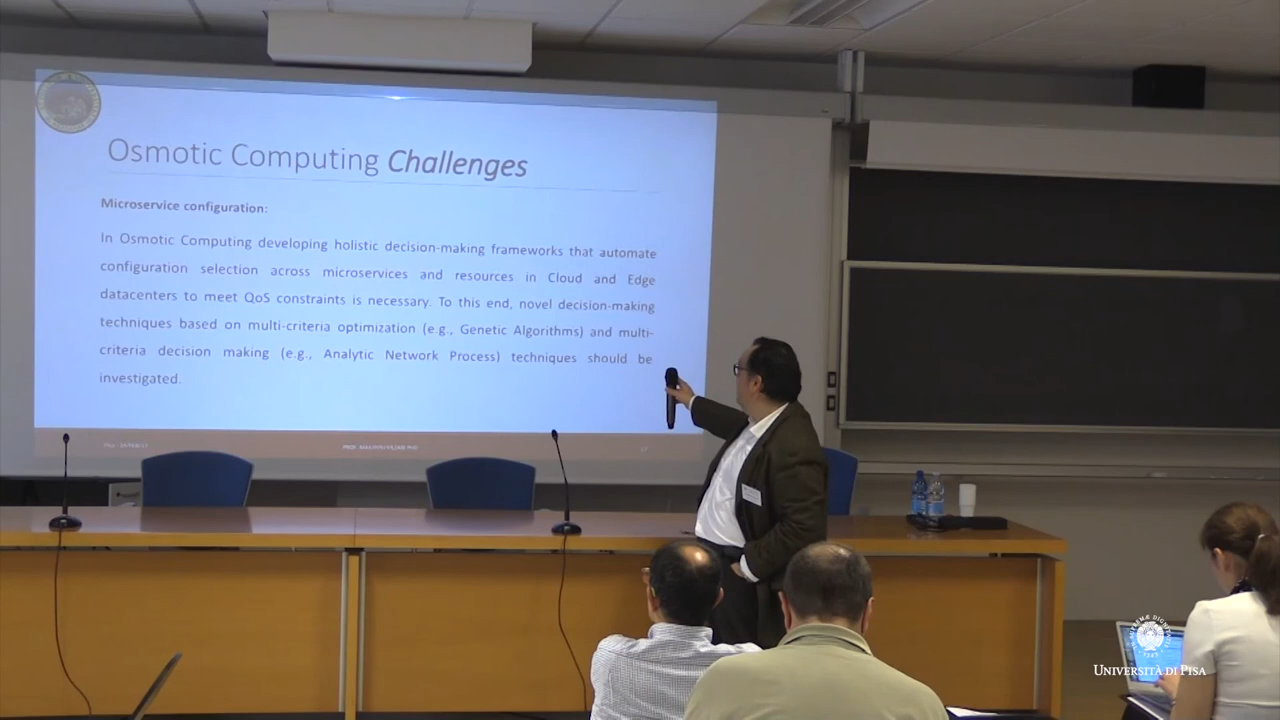 Osmotic Computing Challenges
Microservice configuration:
In Osmotic Computing developing holistic decision-making frameworks that automate
configuration selection across microservices and resources in Cloud and Edge
datacenters to meet QoS constraints is necessary. To this end, novel decision-making
techniques based on multi-criteria optimization (e.g., Genetic Algorithms) and multi-
criteria decision making (e.g., Analytic Network Process) techniques should be
investigated.
UNIVERSITÀ DI PISA